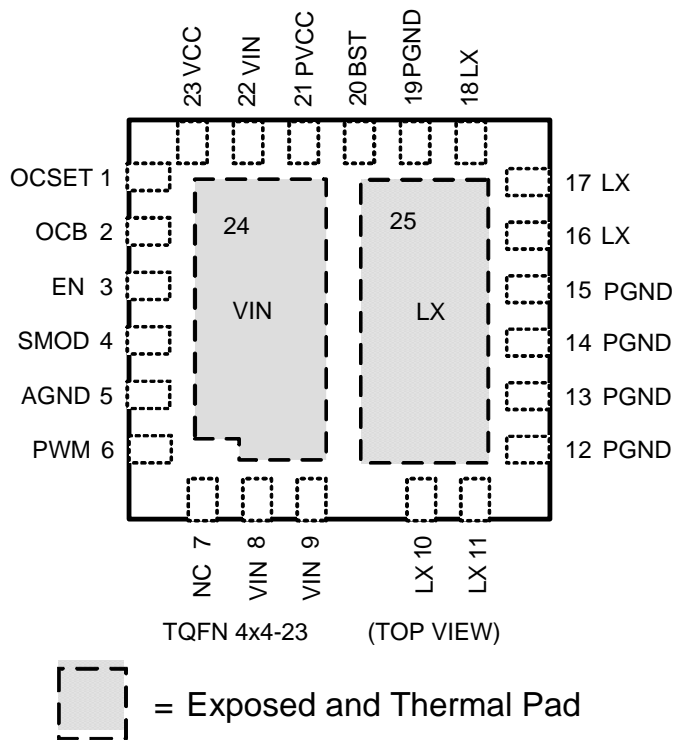 23 VCC
22 VIN
21 PVCC
20 BST
19 PGND
18 LX
OCSET 1
OCB 2
EN 3
SMOD 4
AGND 5
PWM 6
24
VIN
25
LX
17 LX
16 LX
15 PGND
14 PGND
13 PGND
12 PGND
NC 7
VIN 8
VIN 9
LX 10
LX 11
TQFN 4x4-23 (TOP VIEW)
= Exposed and Thermal Pad